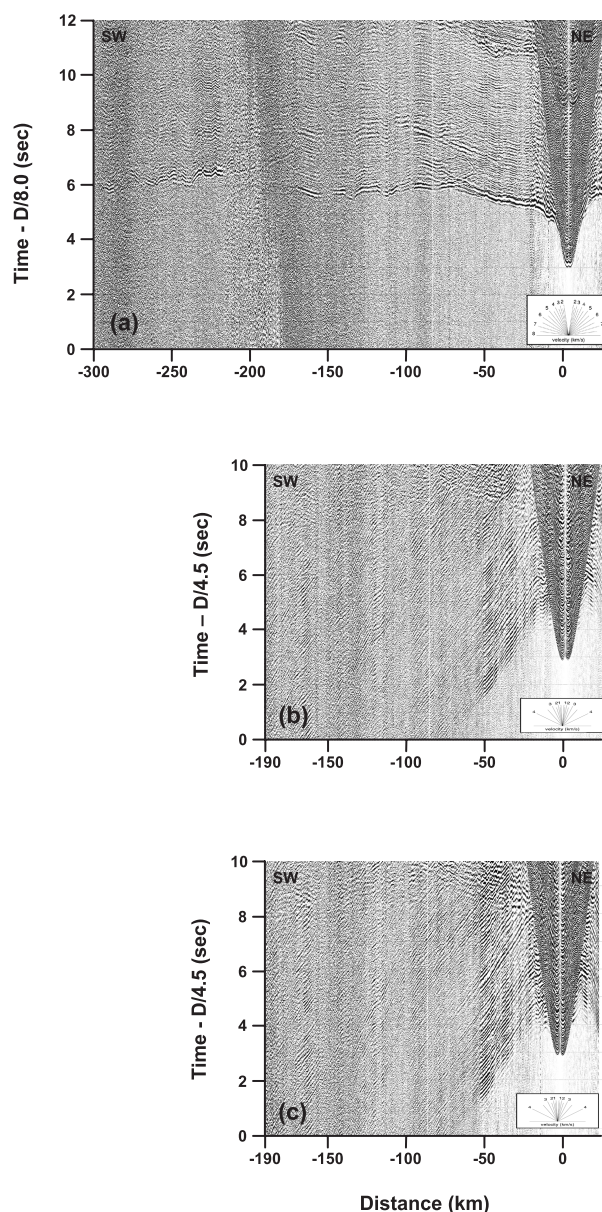 12
SW
NE
10
8
6
4
2
0
Time - D/8.0 (sec)
(a)
velocity (km/s)
-300
-250
-200
-150
-100
-50
0
10
SW
NE
8
6
4
2
0
Time – D/4.5 (sec)
(b)
velocity (km/s)
-190
-150
-100
-50
0
10
SW
NE
8
6
4
2
0
Time - D/4.5 (sec)
(c)
velocity (km/s)
-190
-150
-100
-50
0
Distance (km)